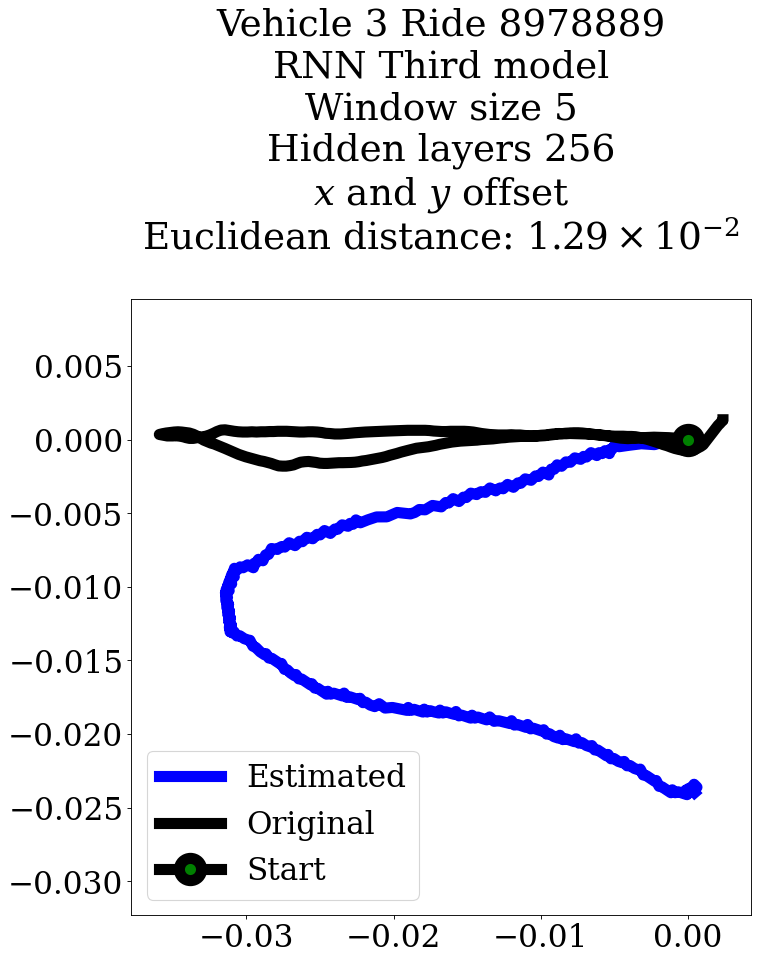 Vehicle 3 Ride 8978889
RNN Third model
Window size 5
Hidden layers 256
x and y offset
Euclidean distance: 1.29 × 10⁻²
0.005
0.000
−0.005
−0.010
−0.015
−0.020
−0.025
−0.030
Estimated
Original
Start
−0.03 −0.02 −0.01 0.00